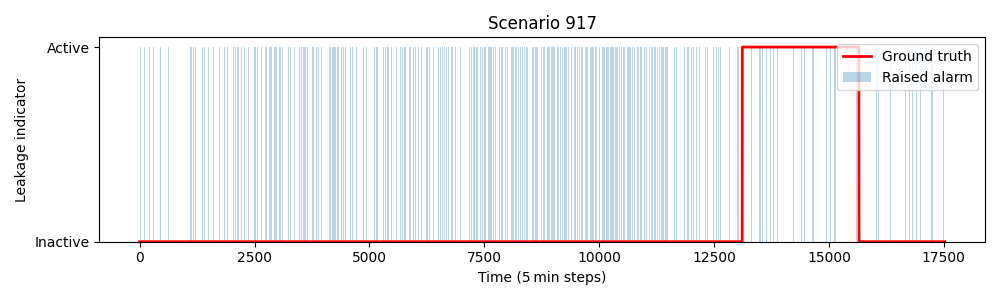 Scenario 917
Active
Inactive
Leakage indicator
Ground truth
Raised alarm
0 2500 5000 7500 10000 12500 15000 17500
Time (5 min steps)